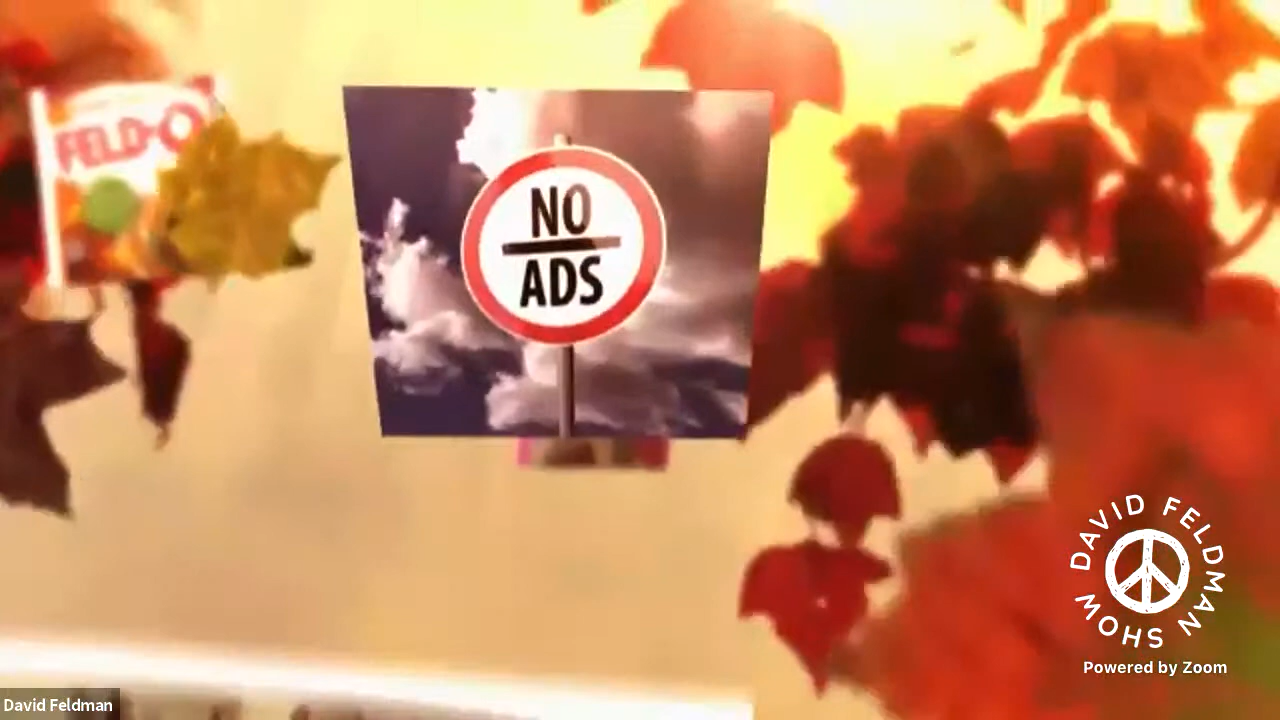 FELD-O
NO
ADS
DAVID FELDMAN SHOW
Powered by Zoom
David Feldman